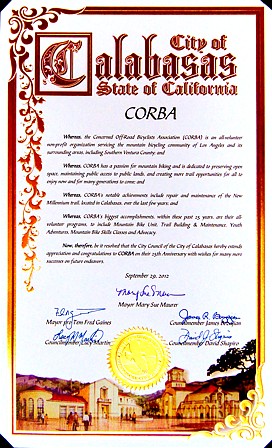 City of
Calabasas
State of California
CORBA
Whereas, the Concerned Off-Road Bicyclists Association (CORBA) is an all-volunteer
nonprofit organization servicing the mountain bicycling community of Los Angeles and its
surrounding areas, including Southern Ventura County; and
Whereas, CORBA has a passion for mountain biking and is dedicated to preserving open
space, maintaining public access to public lands, and creating more trail opportunities for all to
enjoy now and for many generations to come; and
Whereas, CORBA's notable achievements include repair and maintenance of the New
Millennium trail, located in Calabasas, over the last few years; and
Whereas, CORBA's biggest accomplishments, within these past 25 years, are their all-
volunteer programs, to include Mountain Bike Unit, Trail Building & Maintenance, Youth
Adventures, Mountain Bike Skills Classes and Advocacy.
Now, therefore, be it resolved that the City Council of the City of Calabasas hereby extends
appreciation and congratulations to CORBA on their 25th Anniversary with wishes for many more
successes on future endeavors.
September 29, 2012
Mayor Mary Sue Maurer
Mayor pro Tem Fred Gaines
Councilmember James Bozajian
Councilmember Lucy Martin
Councilmember David Shapiro